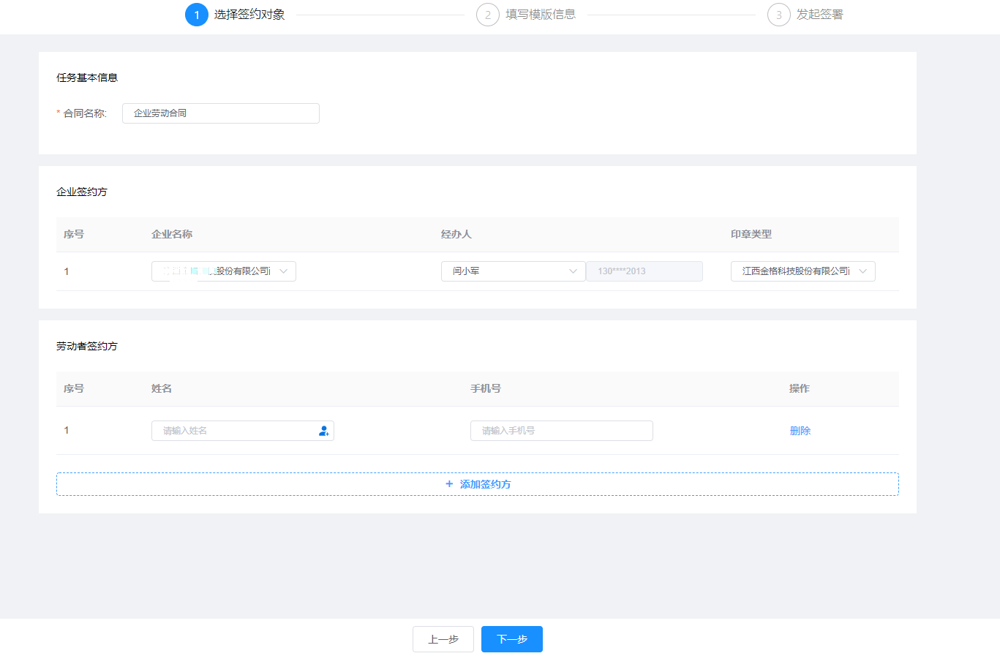 1 选择签约对象 2 填写模版信息 3 发起签署
任务基本信息
* 合同名称: 企业劳动合同
企业签约方
序号 企业名称 经办人 印章类型
1 股份有限公司 闫小军 130****2013 江西金格科技股份有限公司
劳动者签约方
序号 姓名 手机号 操作
1 请输入姓名 请输入手机号 删除
+ 添加签约方
上一步 下一步